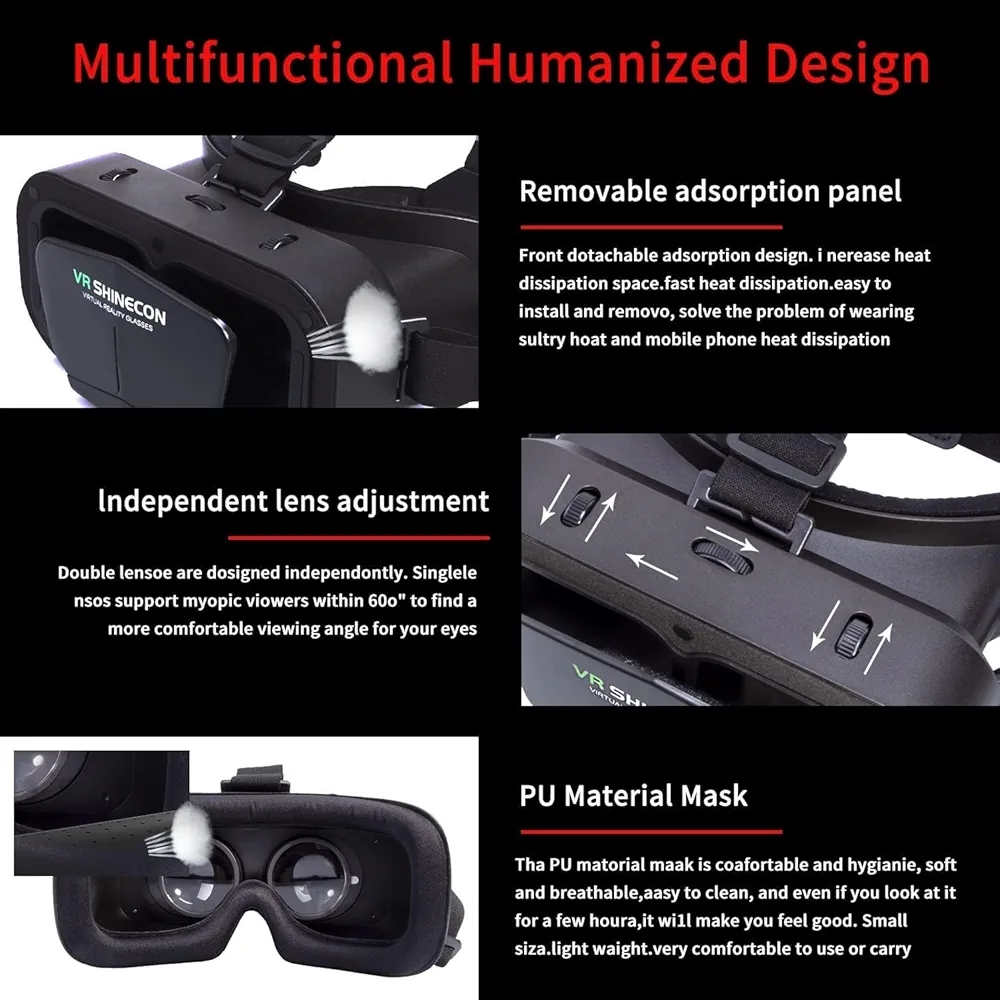 Multifunctional Humanized Design
VR SHINECON
VIRTUAL REALITY GLASSES
Removable adsorption panel
Front dotachable adsorption design. i nerease heat
dissipation space.fast heat dissipation.easy to
install and removo, solve the problem of wearing
sultry hoat and mobile phone heat dissipation
Independent lens adjustment
Double lensoe are dosigned independontly. Singlele
nsos support myopic viowers within 60o" to find a
more comfortable viewing angle for your eyes
VR SH
VIRTUA
PU Material Mask
Tha PU matorial maak is coafortable and hygianie, soft
and breathable,aasy to clean, and even if you look at it
for a few houra,it wi1l make you feel good. Small
siza.light waight.very comfortable to use or carry